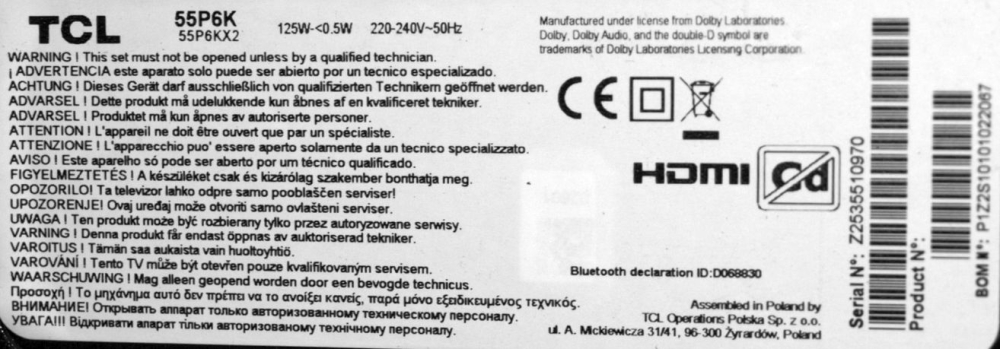 TCL
55P6K
55P6KX2
125W-<0.5W 220-240V~50Hz
WARNING ! This set must not be opened unless by a qualified technician.
¡ ADVERTENCIA este aparato solo puede ser abierto por un tecnico especializado.
ACHTUNG ! Dieses Gerät darf ausschließlich von qualifizierten Technikern geöffnet werden.
ADVARSEL ! Dette produkt må udelukkende kun åbnes af en kvalificeret tekniker.
ADVARSEL ! Produktet må kun åpnes av autoriserte personer.
ATTENTION ! L'appareil ne doit être ouvert que par un spécialiste.
ATTENZIONE ! L'apparecchio puo' essere aperto solamente da un tecnico specializzato.
AVISO ! Este aparelho só pode ser aberto por um técnico qualificado.
FIGYELMEZTETÉS ! A készüléket csak és kizárólag szakember bonthatja meg.
OPOZORILO! Ta televizor lahko odpre samo pooblaščen serviser!
UPOZORENJE! Ovaj uređaj može otvoriti samo ovlašteni serviser.
UWAGA ! Ten produkt może być rozbierany tylko przez autoryzowane serwisy.
VARNING ! Denna produkt får endast öppnas av auktoriserad tekniker.
VAROITUS ! Tämän saa aukaista vain huoltoyhtiö.
VAROVÁNÍ ! Tento TV může být otevřen pouze kvalifikovaným servisem.
WAARSCHUWING ! Mag alleen geopend worden door een bevogde technicus.
Προσοχή ! Το μηχάνημα αυτό δεν πρέπει να το ανοίξει κανείς, παρά μόνο εξειδικευμένος τεχνικός.
ВНИМАНИЕ! Открывать аппарат только авторизованному техническому персоналу.
УВАГА!!! Відкривати апарат тільки авторизованому технічному персоналу.
Manufactured under license from Dolby Laboratories.
Dolby, Dolby Audio, and the double-D symbol are
trademarks of Dolby Laboratories Licensing Corporation.
CE
HDMI
Cd
Bluetooth declaration ID:D068830
Assembled in Poland by
TCL Operations Polska Sp. z o.o.
ul. A. Mickiewicza 31/41, 96-300 Żyrardów, Poland
Serial N°: Z2535510970
Product N°:
BOM N°: P1Z2S10101022067